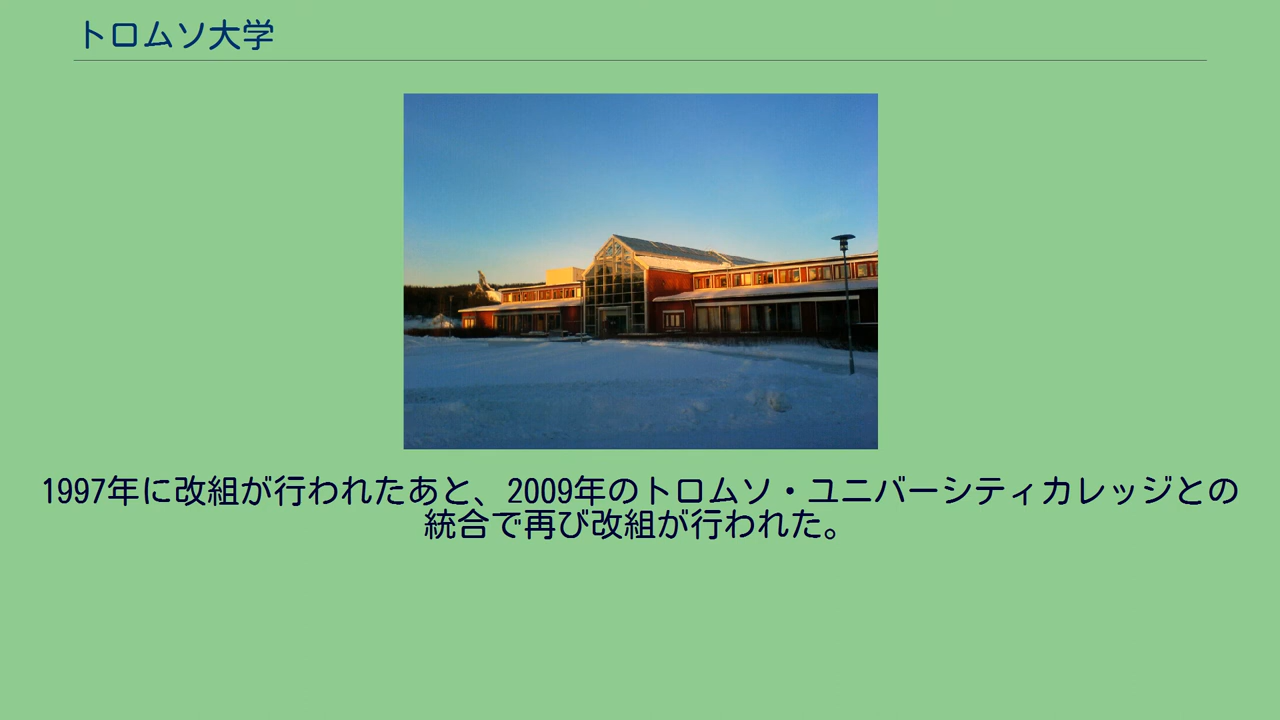 トロムソ大学
1997年に改組が行われたあと、2009年のトロムソ・ユニバーシティカレッジとの
統合で再び改組が行われた。